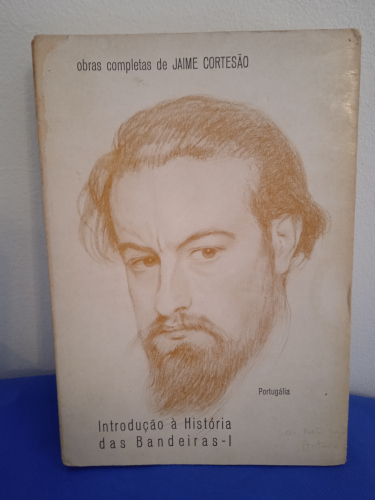 obras completas de JAIME CORTESÃO
Portugália
Introdução à História
das Bandeiras-I